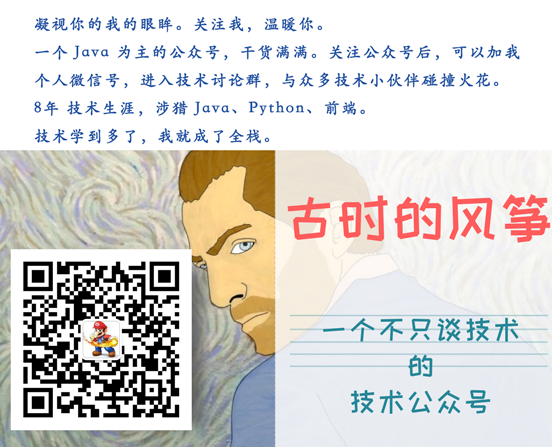 凝视你的我的眼眸。关注我，温暖你。
一个 Java 为主的公众号，干货满满。关注公众号后，可以加我
个人微信号，进入技术讨论群，与众多技术小伙伴碰撞火花。
8年 技术生涯，涉猎 Java、Python、前端。
技术学到多了，我就成了全栈。
古时的风筝
一个不只谈技术
的
技术公众号